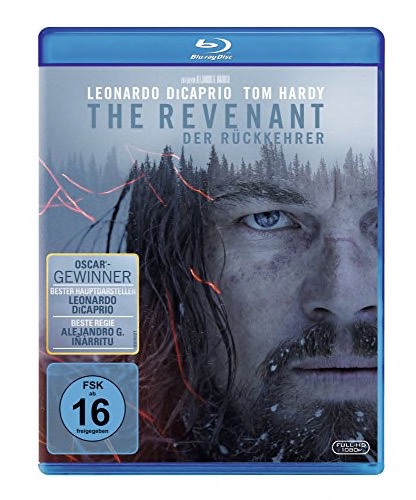 Blu-ray Disc
LEONARDO DiCAPRIO TOM HARDY
THE REVENANT
DER RÜCKKEHRER
OSCAR®-
GEWINNER
BESTER HAUPTDARSTELLER
LEONARDO
DiCAPRIO
BESTE REGIE
ALEJANDRO G.
IÑÁRRITU
FSK
ab
16
freigegeben
FULL-HD
1080p